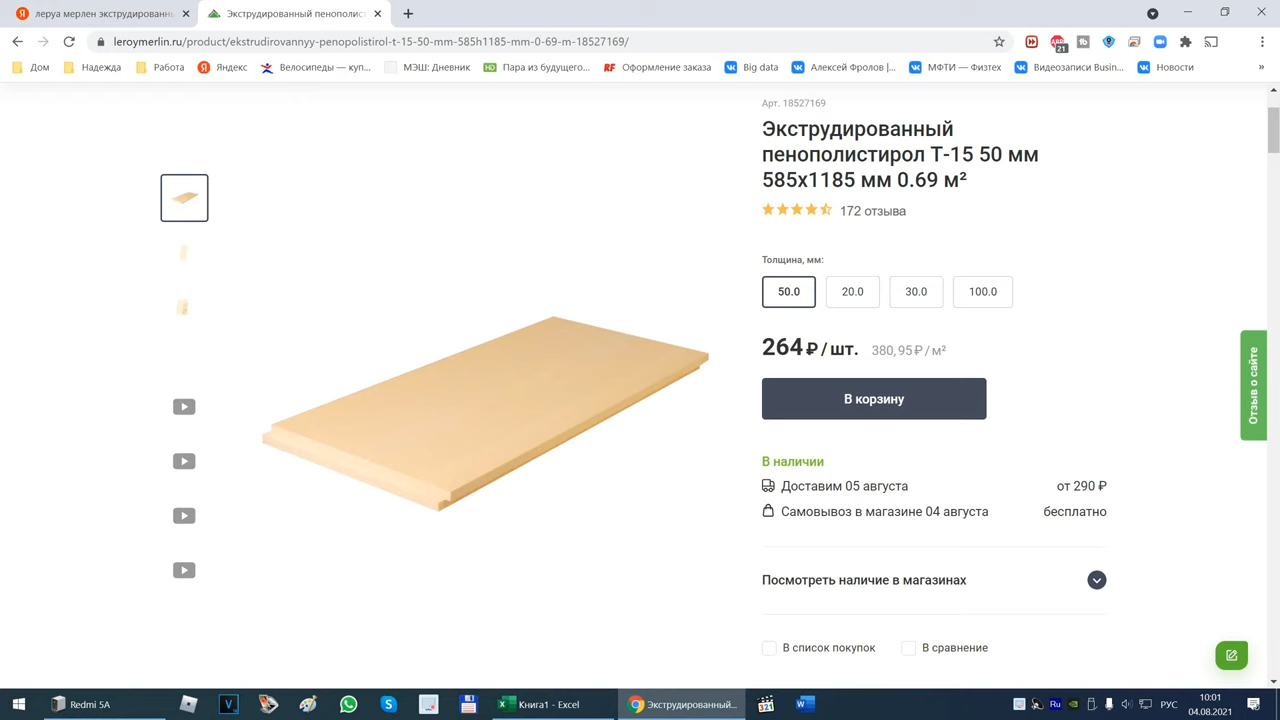 леруа мерлен экструдированнь
Экструдированный пенополист
leroymerlin.ru/product/ekstrudirovannyy-penopolistirol-t-15-50-mm-585h1185-mm-0-69-m-18527169/
21
Дом
Надежда
Работа
Яндекс
Велосипеды — куп...
МЭШ: Дневник
Пара из будущего...
Оформление заказа
Big data
Алексей Фролов |...
МФТИ — Физтех
Видеозаписи Busin...
Новости
»
Арт. 18527169
Экструдированный
пенополистирол Т-15 50 мм
585х1185 мм 0.69 м²
172 отзыва
Толщина, мм:
50.0
20.0
30.0
100.0
264 ₽ / шт. 380,95 ₽ / м²
В корзину
Отзыв о сайте
В наличии
Доставим 05 августа от 290 ₽
Самовывоз в магазине 04 августа бесплатно
Посмотреть наличие в магазинах
В список покупок
В сравнение
Redmi 5A
Книга1 - Excel
Экструдированный...
Ru
РУС
10:01
04.08.2021